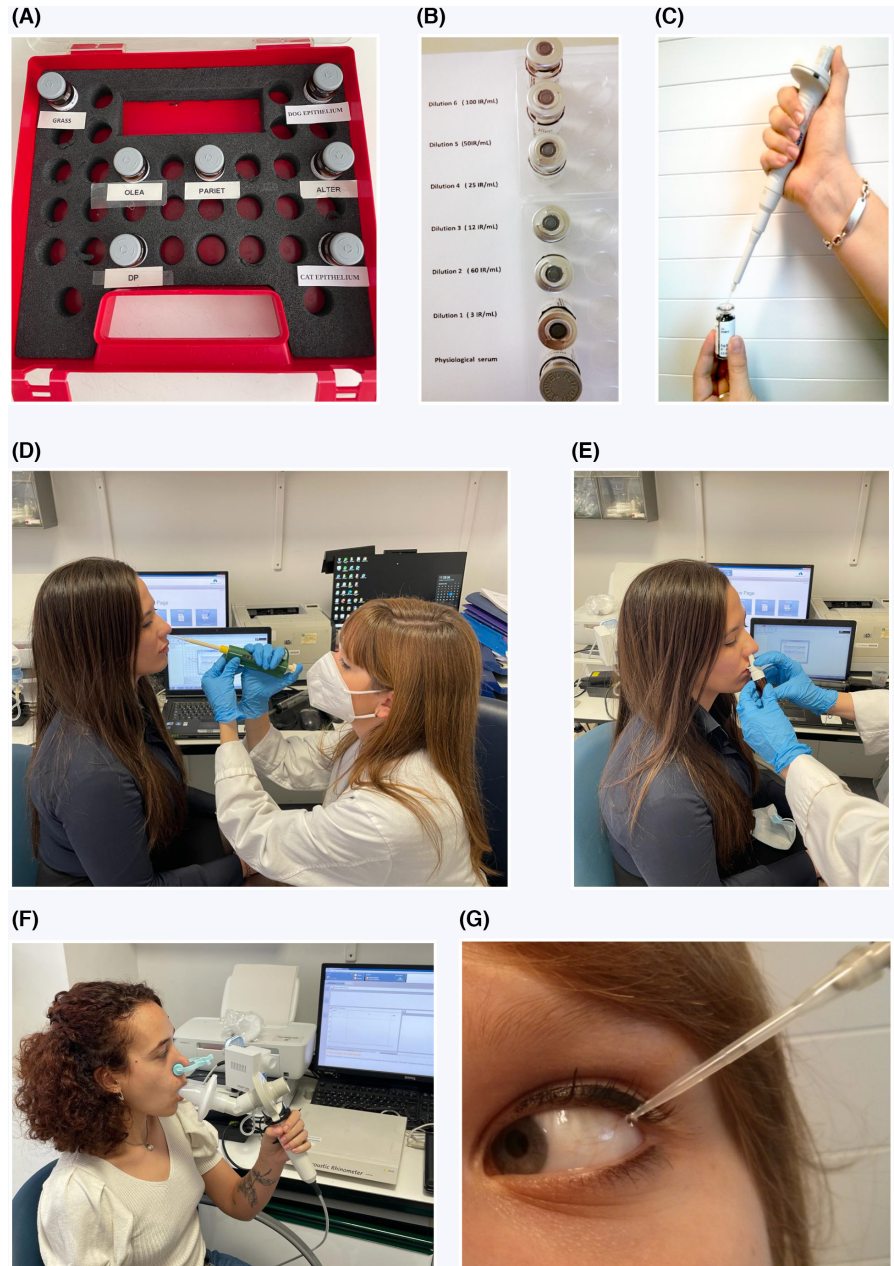 (A)
(B)
(C)
GRASS
DOG EPITHELIUM
OLEA
PARIET
ALTER
DP
CAT EPITHELIUM
Dilution 6 ( 100 IR/mL)
Dilution 5 (50IR/mL)
Dilution 4 ( 25 IR/mL)
Dilution 3 ( 12 IR/mL)
Dilution 2 ( 60 IR/mL)
Dilution 1 ( 3 IR/mL)
Physiological serum
(D)
(E)
Page
(F)
(G)
coustic Rhinometer